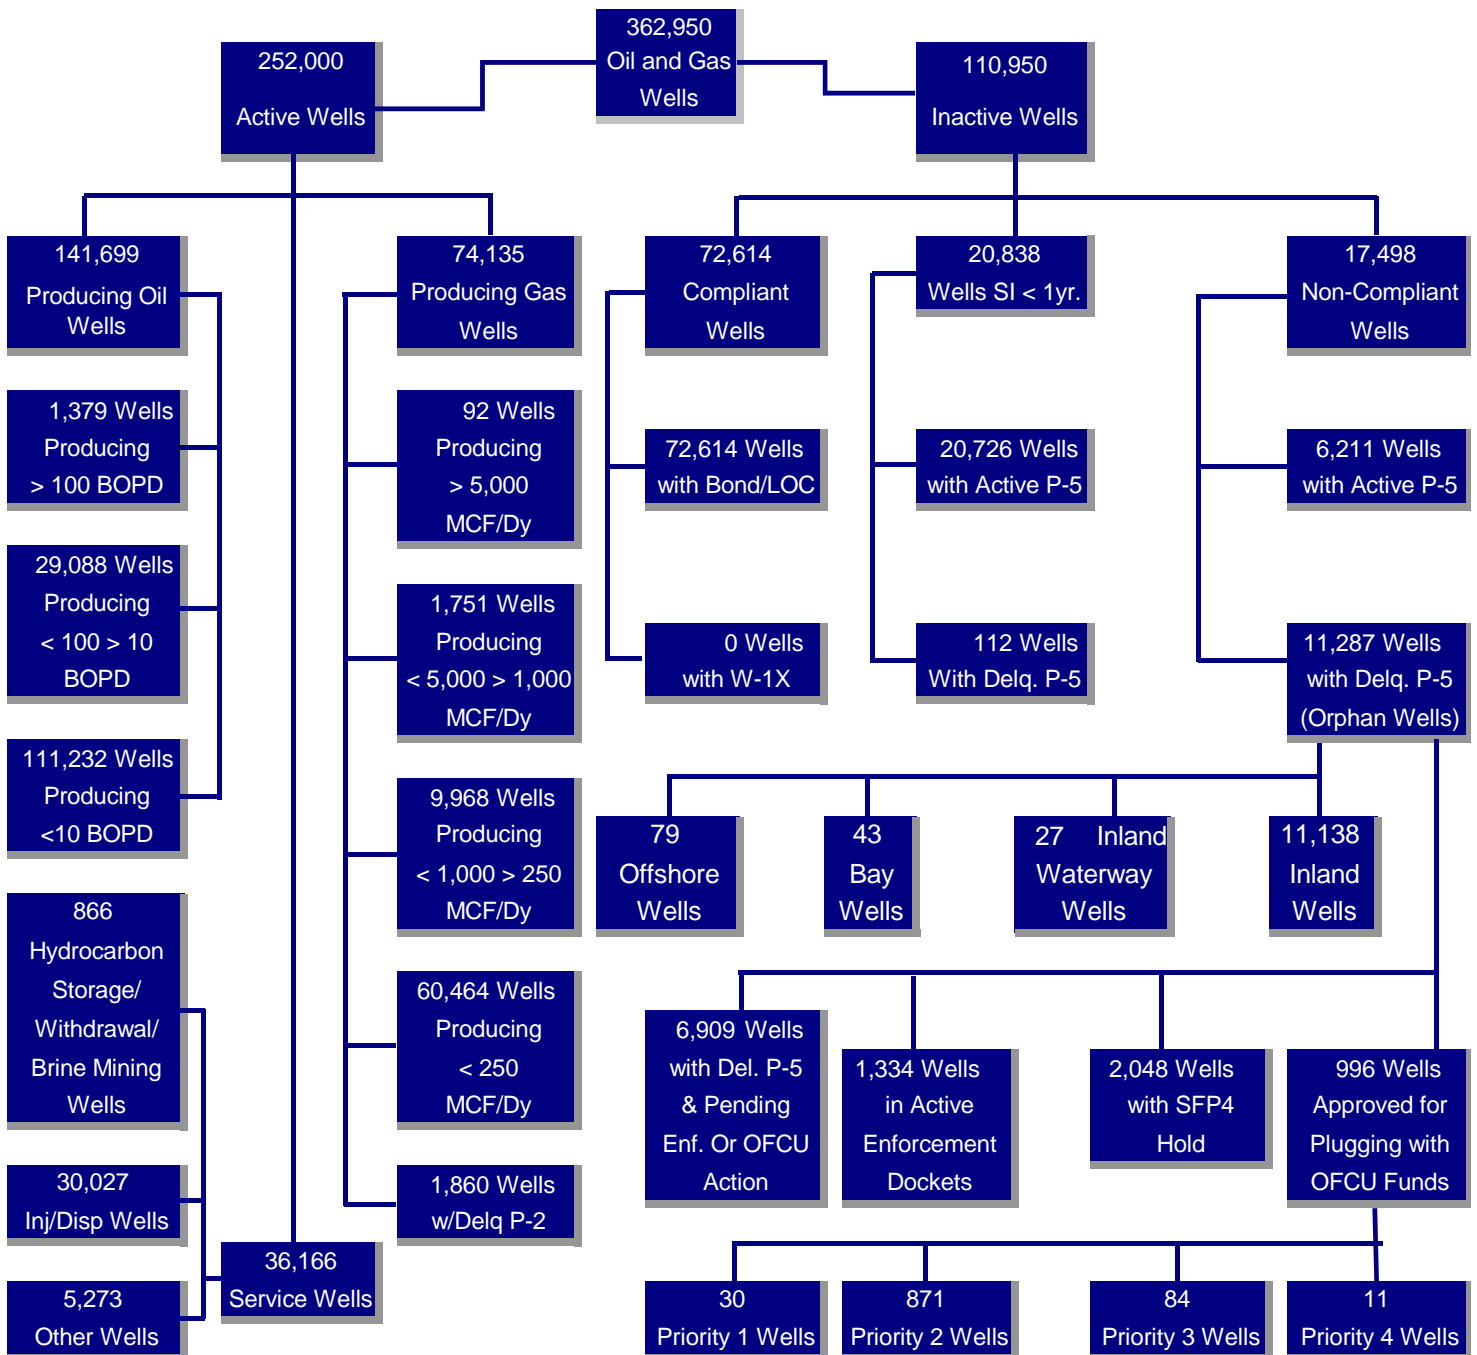 362,950
Oil and Gas
Wells
252,000
Active Wells
110,950
Inactive Wells
141,699
Producing Oil
Wells
74,135
Producing Gas
Wells
72,614
Compliant
Wells
20,838
Wells SI < 1yr.
17,498
Non-Compliant
Wells
1,379 Wells
Producing
> 100 BOPD
92 Wells
Producing
> 5,000
MCF/Dy
72,614 Wells
with Bond/LOC
20,726 Wells
with Active P-5
6,211 Wells
with Active P-5
29,088 Wells
Producing
< 100 > 10
BOPD
1,751 Wells
Producing
< 5,000 > 1,000
MCF/Dy
0 Wells
with W-1X
112 Wells
With Delq. P-5
11,287 Wells
with Delq. P-5
(Orphan Wells)
111,232 Wells
Producing
<10 BOPD
9,968 Wells
Producing
< 1,000 > 250
MCF/Dy
79
Offshore
Wells
43
Bay
Wells
27 Inland
Waterway
Wells
11,138
Inland
Wells
866
Hydrocarbon
Storage/
Withdrawal/
Brine Mining
Wells
60,464 Wells
Producing
< 250
MCF/Dy
6,909 Wells
with Del. P-5
& Pending
Enf. Or OFCU
Action
1,334 Wells
in Active
Enforcement
Dockets
2,048 Wells
with SFP4
Hold
996 Wells
Approved for
Plugging with
OFCU Funds
30,027
Inj/Disp Wells
1,860 Wells
w/Delq P-2
36,166
Service Wells
5,273
Other Wells
30
Priority 1 Wells
871
Priority 2 Wells
84
Priority 3 Wells
11
Priority 4 Wells